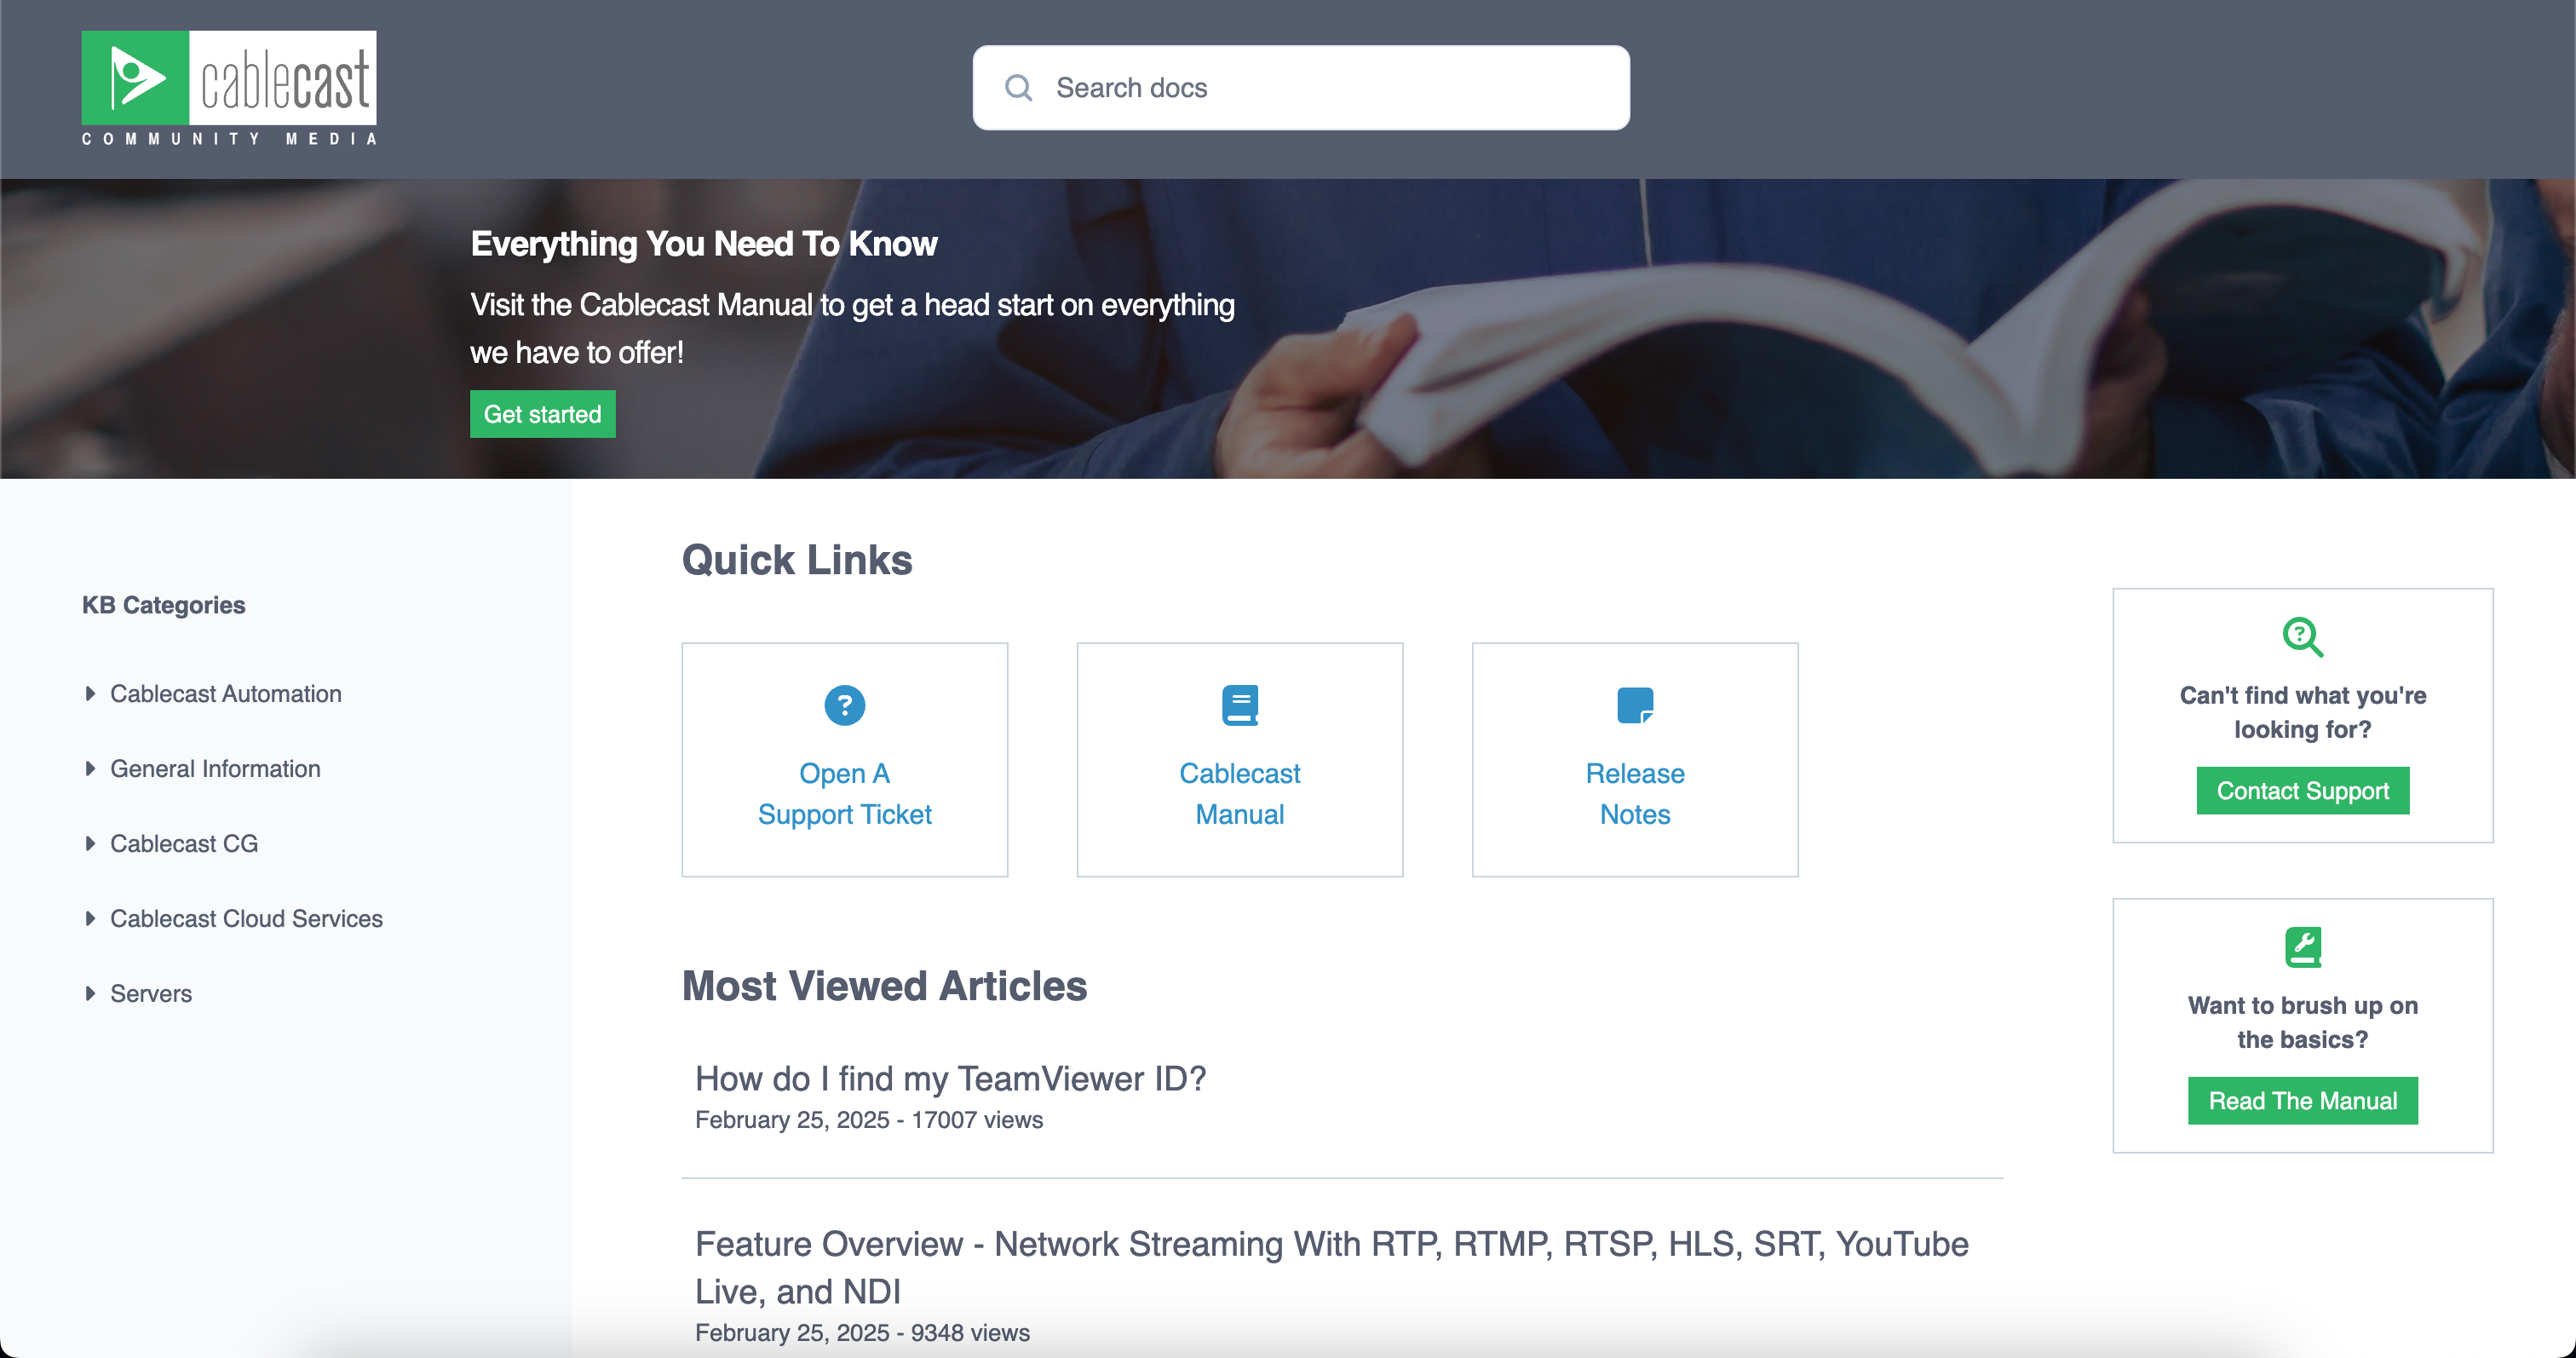 cablecast
COMMUNITY MEDIA
Search docs
Everything You Need To Know
Visit the Cablecast Manual to get a head start on everything
we have to offer!
Get started
KB Categories
Cablecast Automation
General Information
Cablecast CG
Cablecast Cloud Services
Servers
Quick Links
Open A
Support Ticket
Cablecast
Manual
Release
Notes
Most Viewed Articles
How do I find my TeamViewer ID?
February 25, 2025 - 17007 views
Feature Overview - Network Streaming With RTP, RTMP, RTSP, HLS, SRT, YouTube
Live, and NDI
February 25, 2025 - 9348 views
Can't find what you're
looking for?
Contact Support
Want to brush up on
the basics?
Read The Manual